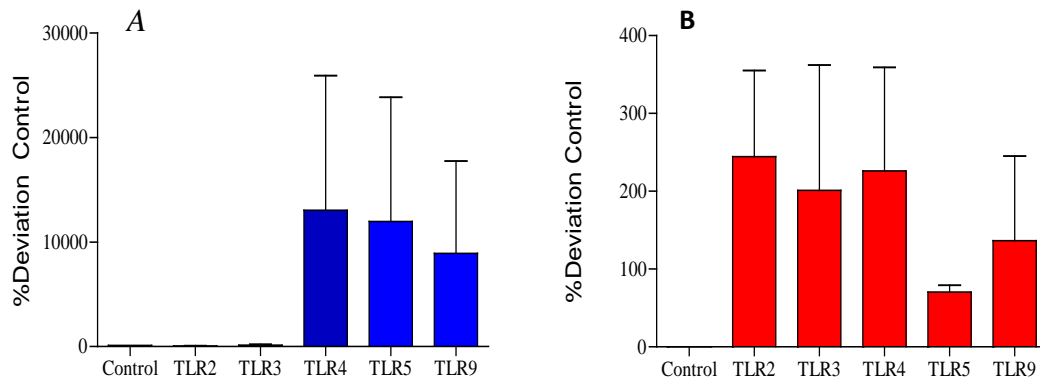 A
%Deviation Control
30000
20000
10000
0
Control TLR2 TLR3 TLR4 TLR5 TLR9
B
%Deviation Control
400
300
200
100
0
Control TLR2 TLR3 TLR4 TLR5 TLR9